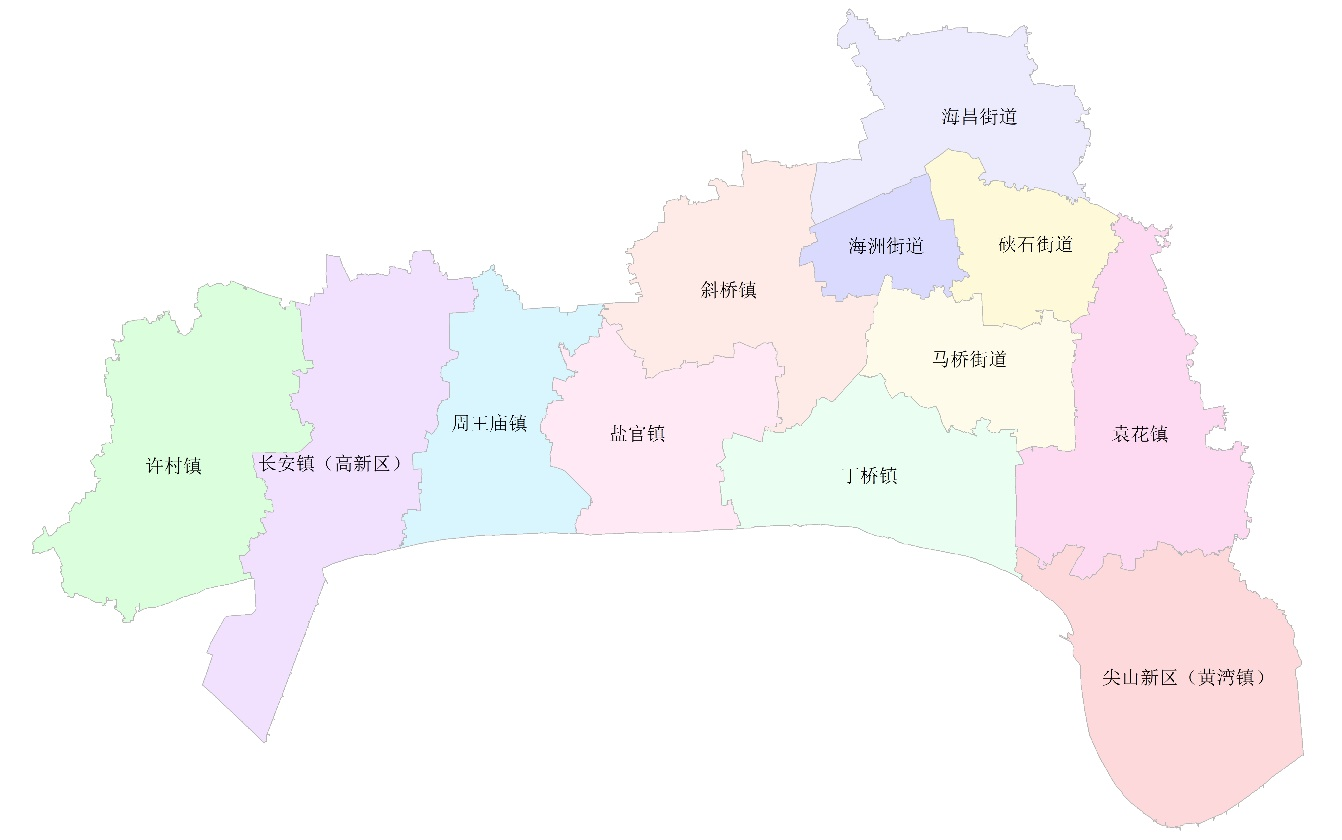 海昌街道
海洲街道
硖石街道
斜桥镇
马桥街道
周王庙镇
盐官镇
袁花镇
许村镇
长安镇（高新区）
丁桥镇
尖山新区（黄湾镇）